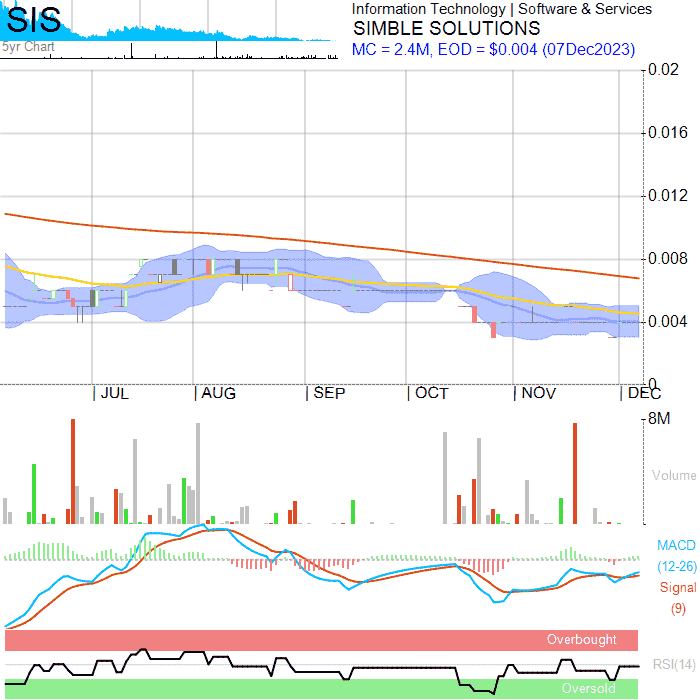 SIS
5yr Chart
Information Technology | Software & Services
SIMBLE SOLUTIONS
MC = 2.4M, EOD = $0.004 (07Dec2023)
0.02
0.016
0.012
0.008
0.004
0
JUL
AUG
SEP
OCT
NOV
DEC
8M
Volume
MACD
(12-26)
Signal
(9)
Overbought
RSI(14)
Oversold